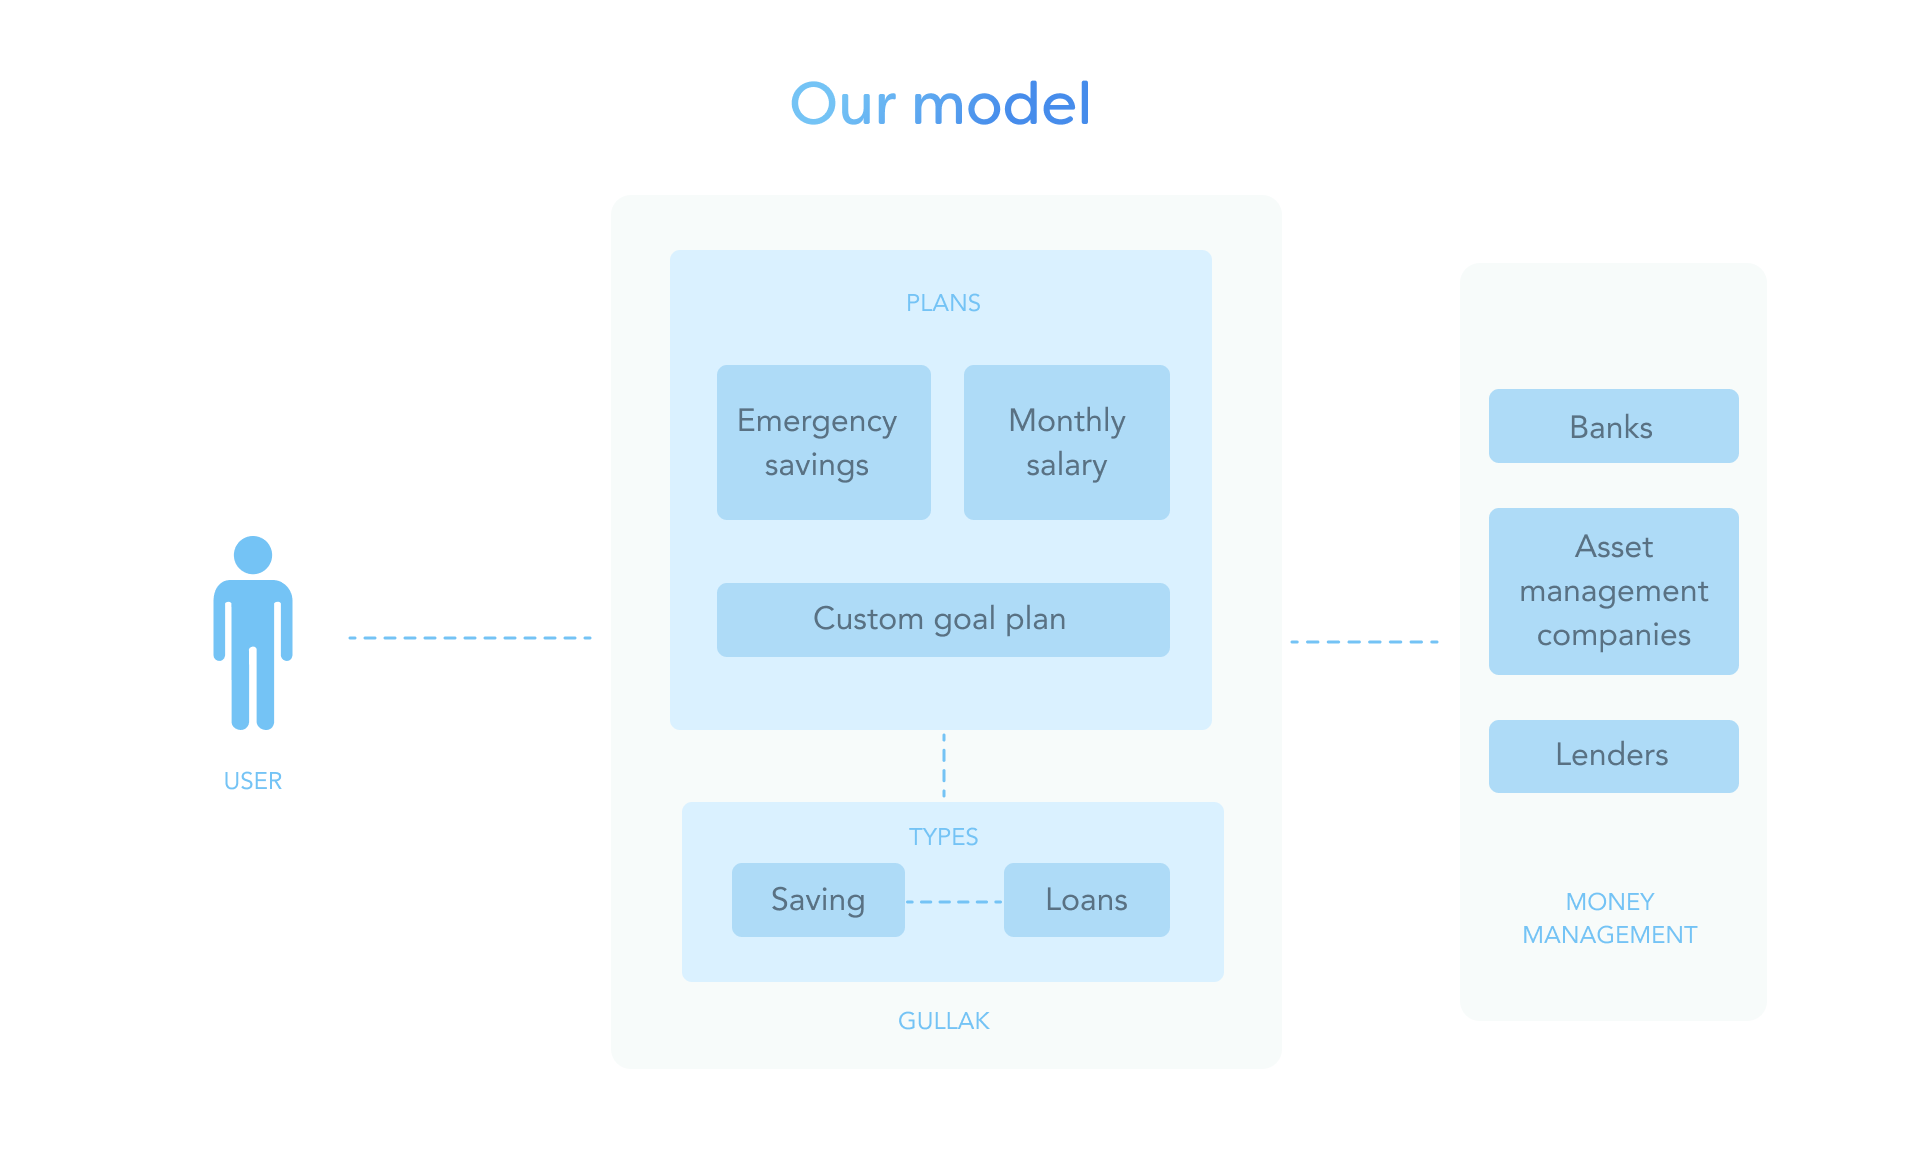 Our model
PLANS
Emergency
savings
Monthly
salary
Custom goal plan
USER
TYPES
Saving
Loans
GULLAK
Banks
Asset
management
companies
Lenders
MONEY
MANAGEMENT